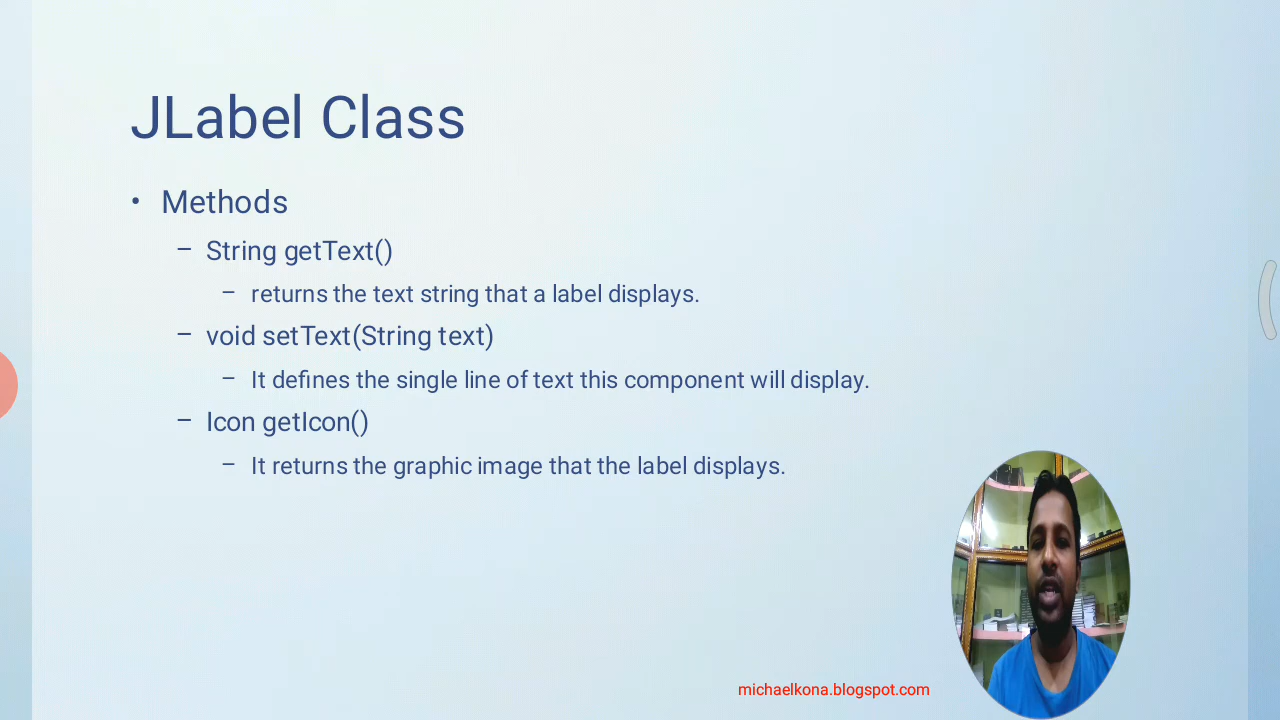 JLabel Class
• Methods
– String getText()
– returns the text string that a label displays.
– void setText(String text)
– It defines the single line of text this component will display.
– Icon getIcon()
– It returns the graphic image that the label displays.
michaelkona.blogspot.com